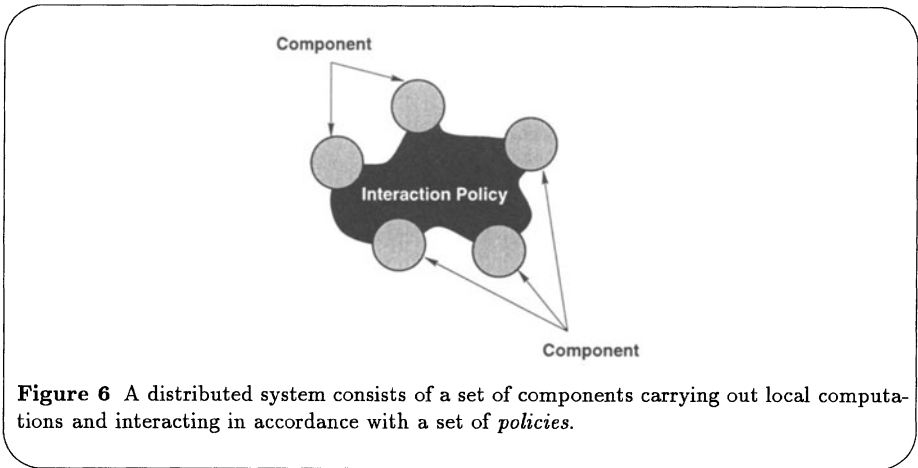 Component
Interaction Policy
Component
Figure 6 A distributed system consists of a set of components carrying out local computa-
tions and interacting in accordance with a set of policies.